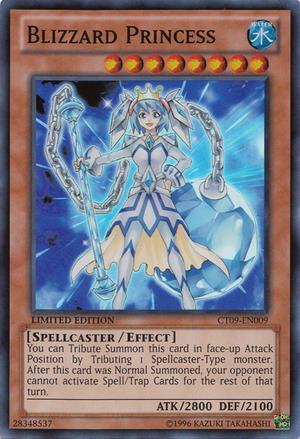 BLIZZARD PRINCESS
WATER
水
LIMITED EDITION
CT09-EN009
[SPELLCASTER / EFFECT]
You can Tribute Summon this card in face-up Attack
Position by Tributing 1 Spellcaster-Type monster.
After this card was Normal Summoned, your opponent
cannot activate Spell/Trap Cards for the rest of that
turn.
ATK/2800 DEF/2100
28348537
©1996 KAZUKI TAKAHASHI